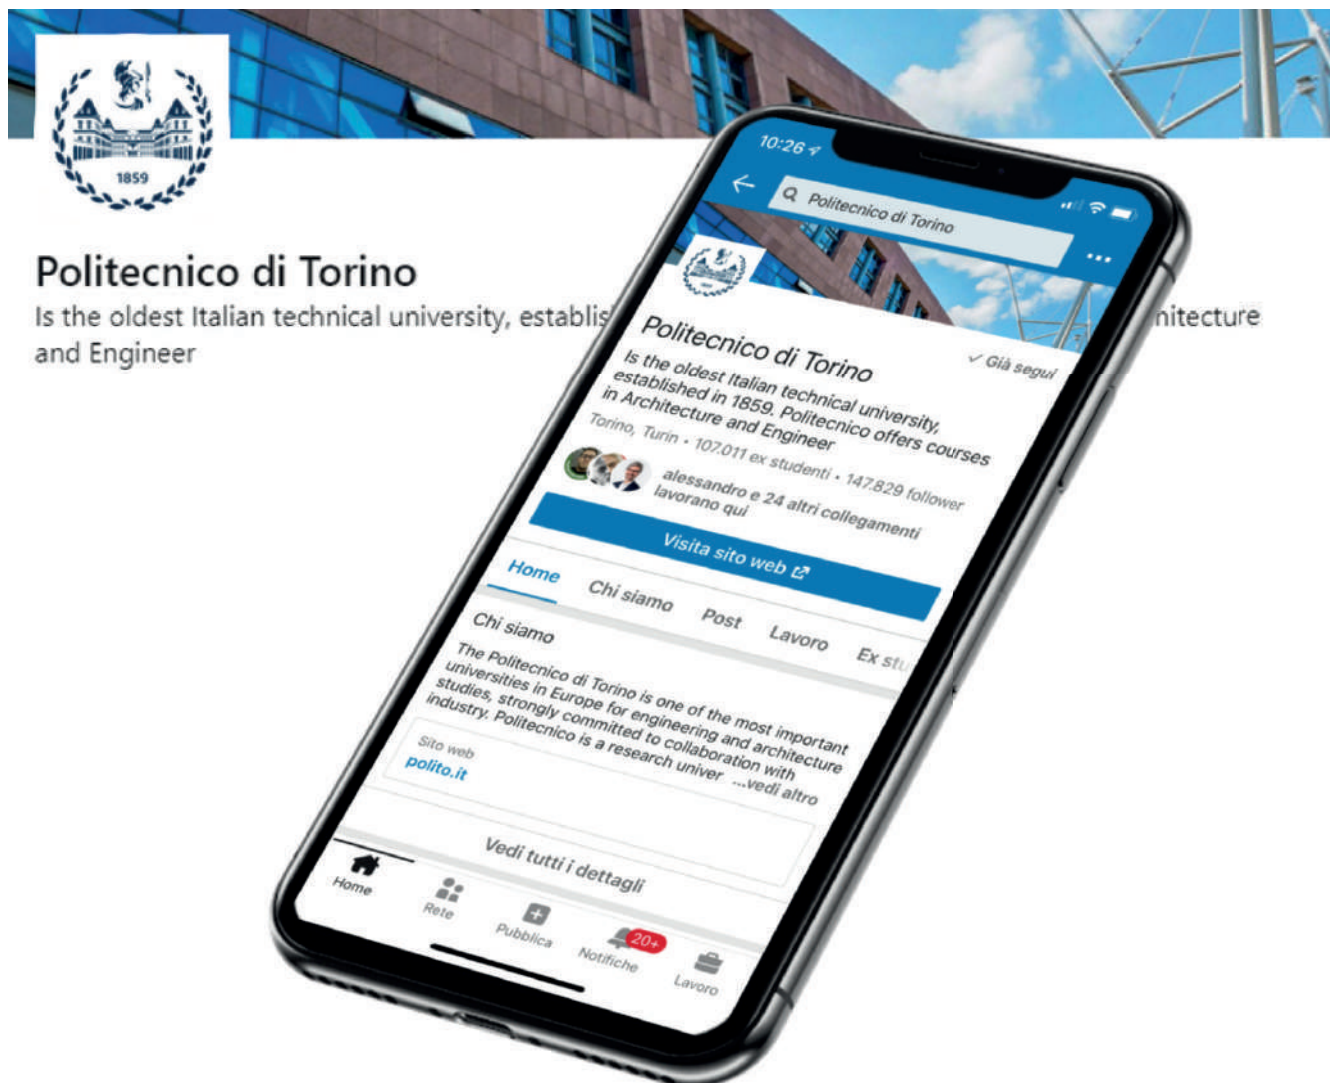 1859
Politecnico di Torino
Is the oldest Italian technical university, establis
hitecture
and Engineer
10:26
Politecnico di Torino
1859
Politecnico di Torino
Già segui
Is the oldest Italian technical university,
established in 1859. Politecnico offers courses
in Architecture and Engineer
Torino, Turin • 107.011 ex studenti • 147.829 follower
alessandro e 24 altri collegamenti
lavorano qui
Visita sito web
Home Chi siamo Post Lavoro Ex stu
Chi siamo
The Politecnico di Torino is one of the most important
universities in Europe for engineering and architecture
studies, strongly committed to collaboration with
industry. Politecnico is a research univer ...vedi altro
Sito web
polito.it
Vedi tutti i dettagli
20+
Home Rete Pubblica Notifiche Lavoro